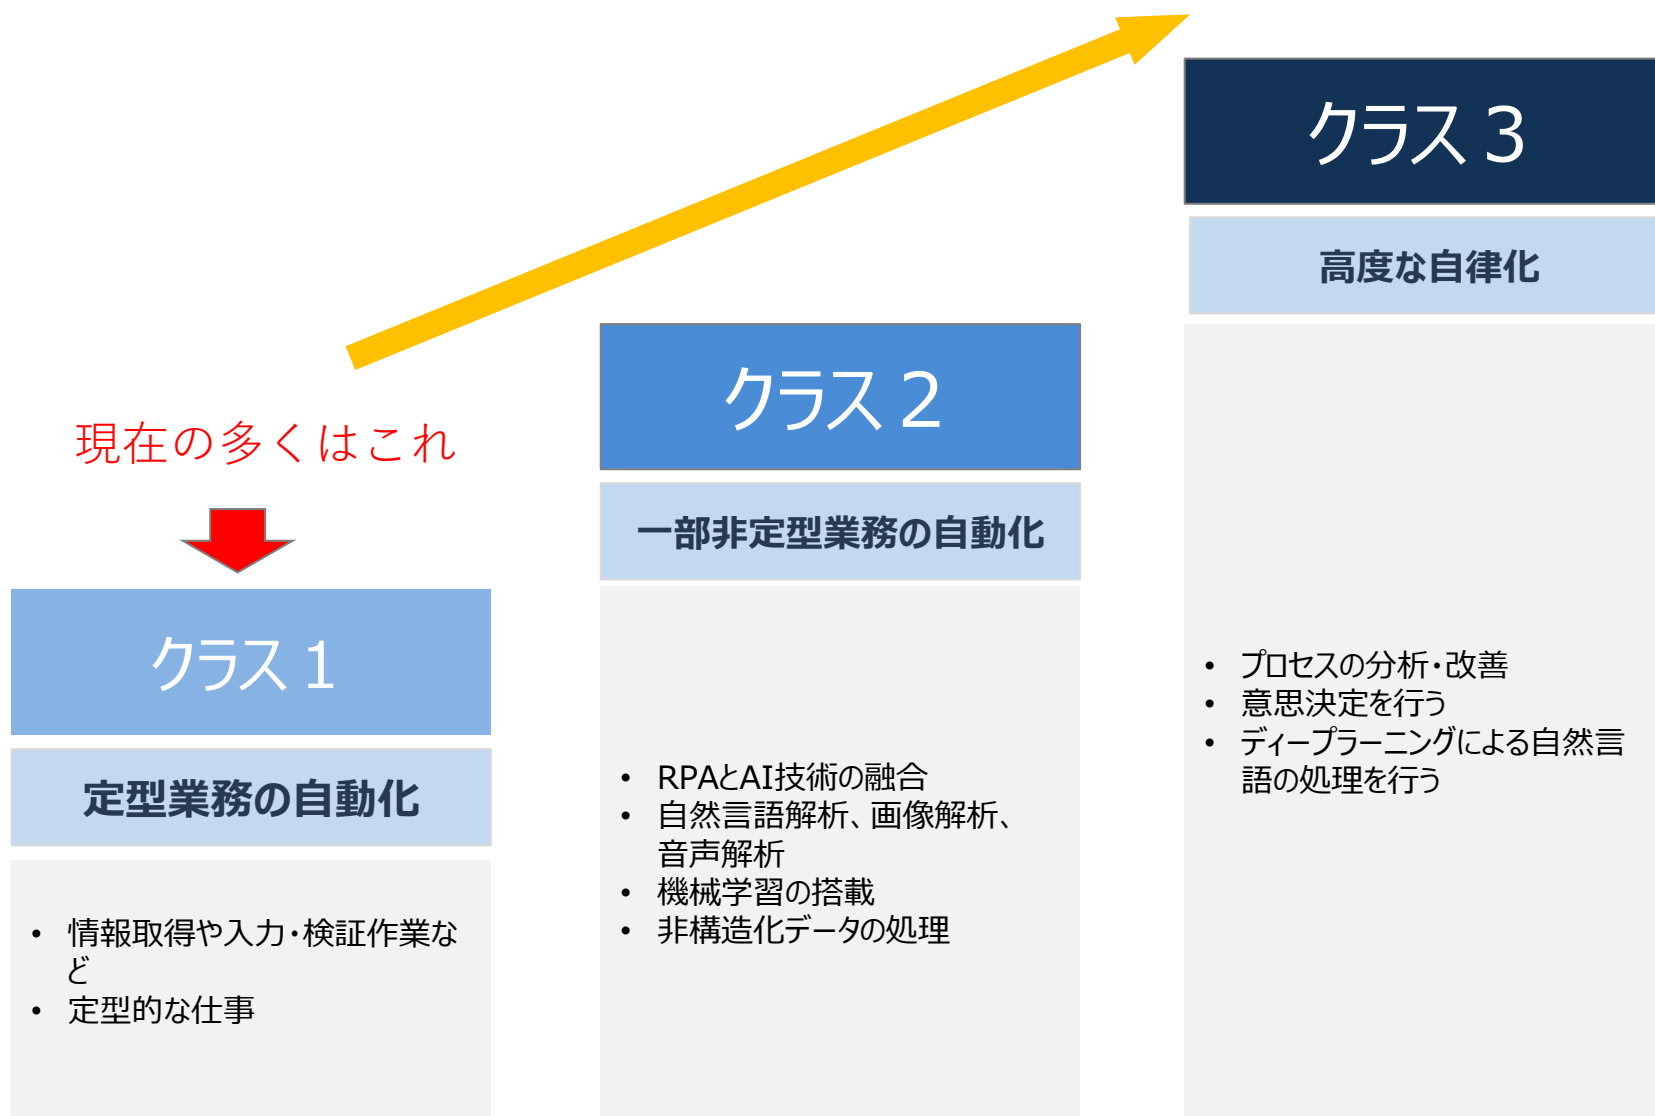 現在の多くはこれ
クラス１
定型業務の自動化
• 情報取得や入力・検証作業な
ど
• 定型的な仕事
クラス２
一部非定型業務の自動化
• RPAとAI技術の融合
• 自然言語解析、画像解析、
音声解析
• 機械学習の搭載
• 非構造化データの処理
クラス３
高度な自律化
• プロセスの分析・改善
• 意思決定を行う
• ディープラーニングによる自然言
語の処理を行う